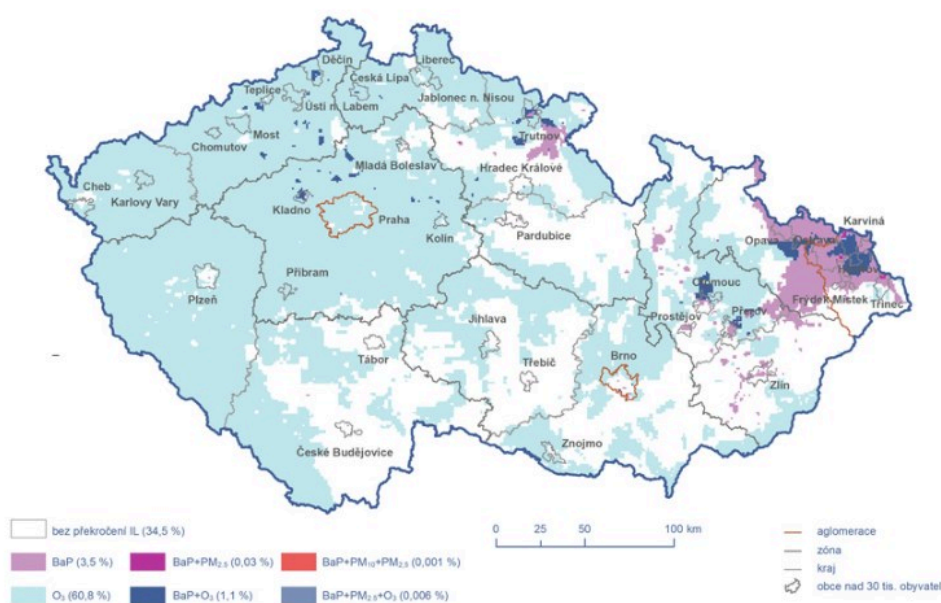 Děčín
Liberec
Teplice
Česká Lípa
Ústí n. Labem
Jablonec n. Nisou
Most
Chomutov
Trutnov
Mladá Boleslav
Hradec Králové
Cheb
Karlovy Vary
Kladno
Praha
Kolín
Pardubice
Karviná
Opava
Ostrava
Havířov
Olomouc
Příbram
Plzeň
Frýdek Místek
Třinec
Prostějov
Přerov
Jihlava
Tábor
Třebíč
Brno
Zlín
Znojmo
České Budějovice
bez překročení IL (34,5 %)
0 25 50 100 km
aglomerace
BaP (3,5 %) BaP+PM2.5 (0,03 %) BaP+PM10+PM2.5 (0,001 %)
zóna
kraj
O3 (60,8 %) BaP+O3 (1,1 %) BaP+PM2.5+O3 (0,006 %)
obce nad 30 tis. obyvatel